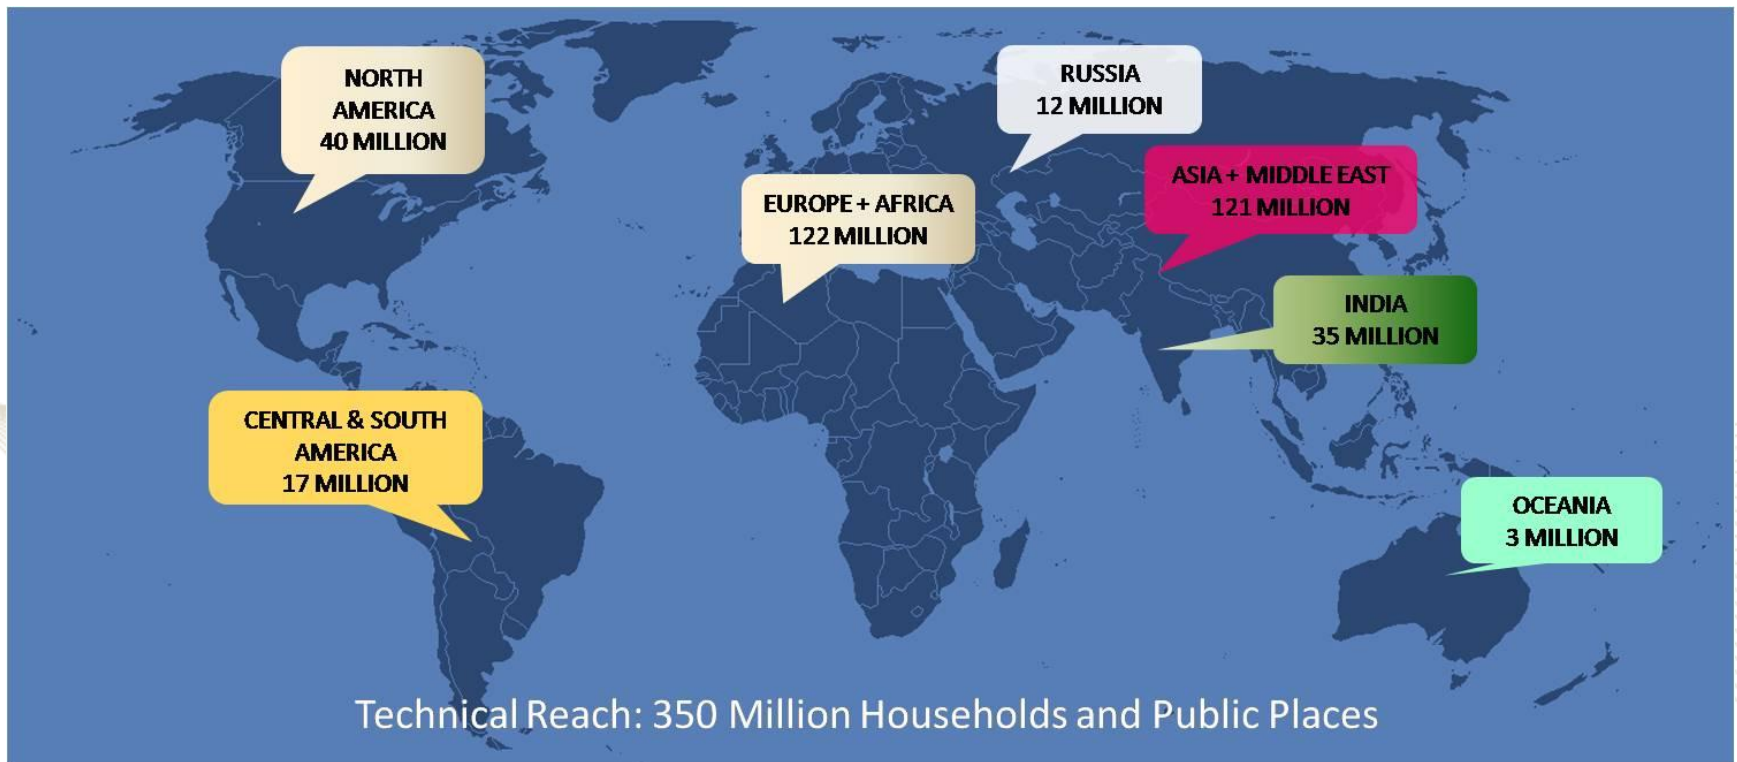 NORTH
AMERICA
40 MILLION
RUSSIA
12 MILLION
ASIA + MIDDLE EAST
121 MILLION
EUROPE + AFRICA
122 MILLION
INDIA
35 MILLION
CENTRAL & SOUTH
AMERICA
17 MILLION
OCEANIA
3 MILLION
Technical Reach: 350 Million Households and Public Places